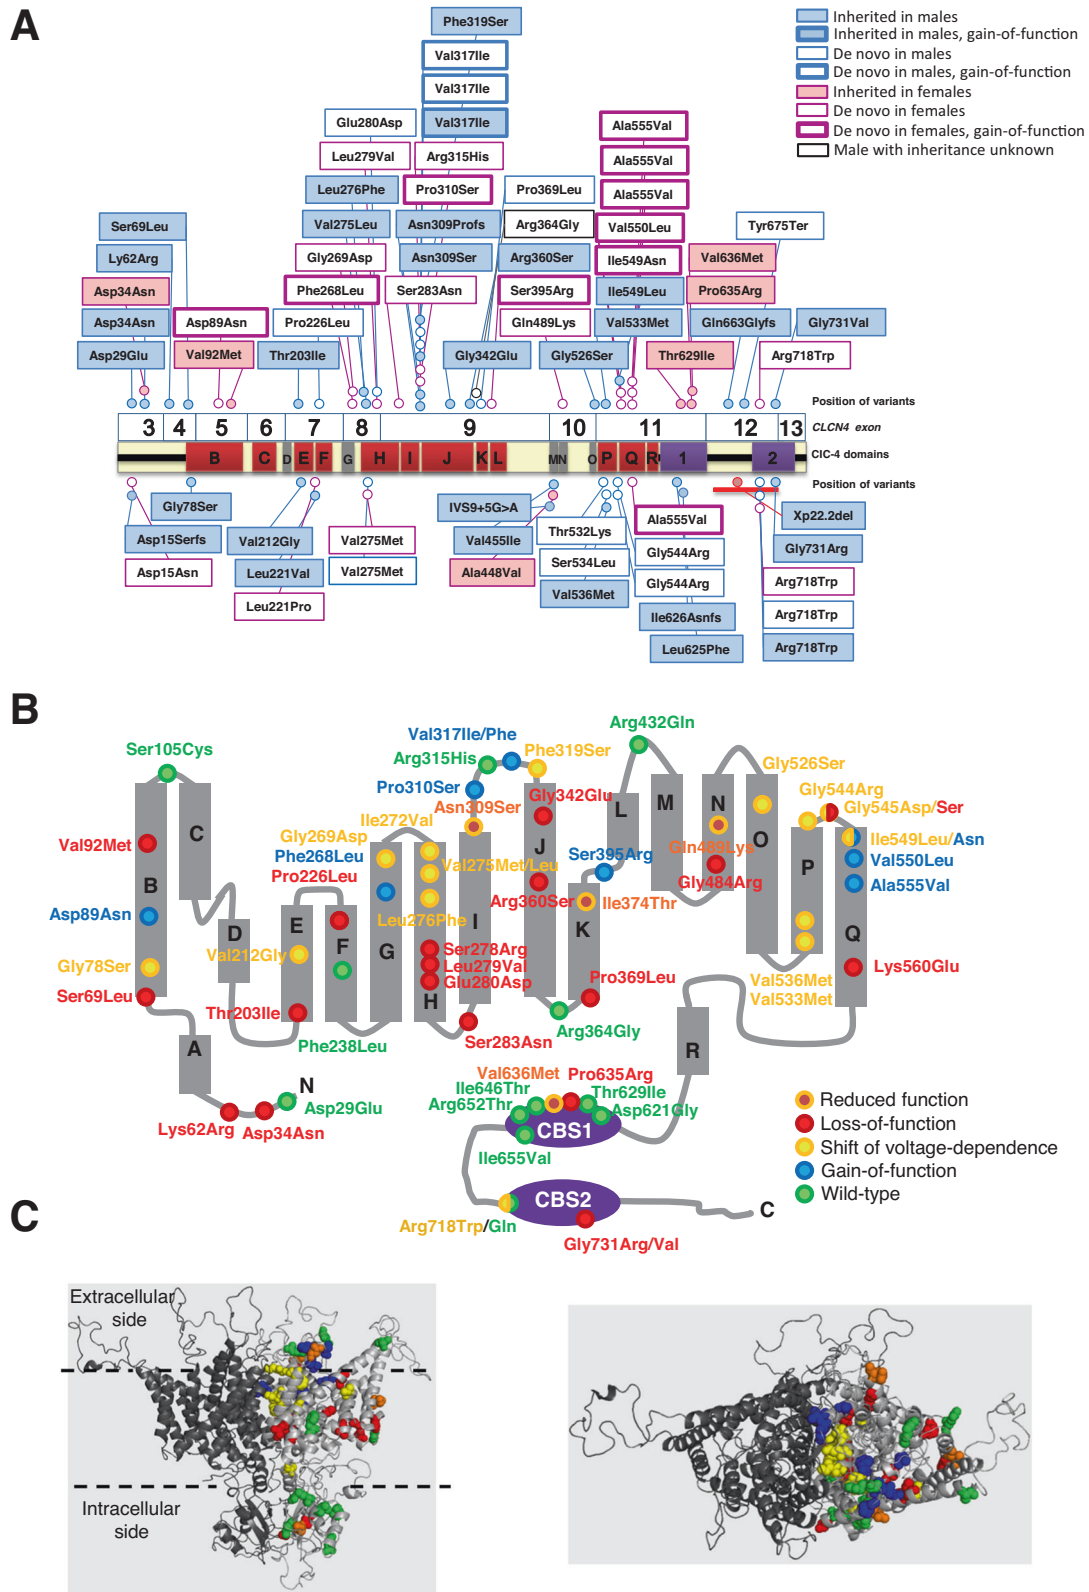 A
Phe319Ser
Val317Ile
Val317Ile
Val317Ile
Glu280Asp
Leu279Val
Arg315His
Leu276Phe
Pro310Ser
Pro369Leu
Val275Leu
Asn309Profs
Arg364Gly
Gly269Asp
Asn309Ser
Arg360Ser
Phe268Leu
Ser283Asn
Ser395Arg
Pro226Leu
Gln489Lys
Thr203Ile
Gly342Glu
Gly526Ser
Ser69Leu
Ly62Arg
Asp34Asn
Asp34Asn
Asp89Asn
Asp29Glu
Val92Met
Ala555Val
Ala555Val
Ala555Val
Val550Leu
Ile549Asn
Ile549Leu
Val533Met
Tyr675Ter
Val636Met
Pro635Arg
Gln663Glyfs
Gly731Val
Thr629Ile
Arg718Trp
Inherited in males
Inherited in males, gain-of-function
De novo in males
De novo in males, gain-of-function
Inherited in females
De novo in females
De novo in females, gain-of-function
Male with inheritance unknown
Position of variants
3 4 5 6 7 8 9 10 11 12 13
CLCN4 exon
B C D E F G H I J K L M N O P Q R 1 2
ClC-4 domains
Position of variants
Gly78Ser
Asp15Serfs
Asp15Asn
Val212Gly
Leu221Val
Leu221Pro
Val275Met
Val275Met
IVS9+5G>A
Val455Ile
Ala448Val
Thr532Lys
Ser534Leu
Val536Met
Ala555Val
Gly544Arg
Gly544Arg
Ile626Asnfs
Leu625Phe
Xp22.2del
Gly731Arg
Arg718Trp
Arg718Trp
Arg718Trp
B
Ser105Cys
Val92Met
Asp89Asn
Gly78Ser
Ser69Leu
Lys62Arg
Asp34Asn
Asp29Glu
N
A
B
C
D
E
F
G
H
I
J
K
L
M
N
O
P
Q
R
Val212Gly
Thr203Ile
Pro226Leu
Phe238Leu
Phe268Leu
Gly269Asp
Ile272Val
Val275Met/Leu
Leu276Phe
Ser278Arg
Leu279Val
Glu280Asp
Ser283Asn
Asn309Ser
Pro310Ser
Arg315His
Val317Ile/Phe
Phe319Ser
Gly342Glu
Arg360Ser
Arg364Gly
Pro369Leu
Ile374Thr
Ser395Arg
Arg432Gln
Gly484Arg
Gln489Lys
Gly526Ser
Val536Met
Val533Met
Gly544Arg
Gly545Asp/Ser
Ile549Leu/Asn
Val550Leu
Ala555Val
Lys560Glu
Val636Met
Pro635Arg
Ile646Thr
Thr629Ile
Arg652Thr
Asp621Gly
CBS1
Ile655Val
CBS2
C
Arg718Trp/Gln
Gly731Arg/Val
Reduced function
Loss-of-function
Shift of voltage-dependence
Gain-of-function
Wild-type
C
Extracellular
side
Intracellular
side